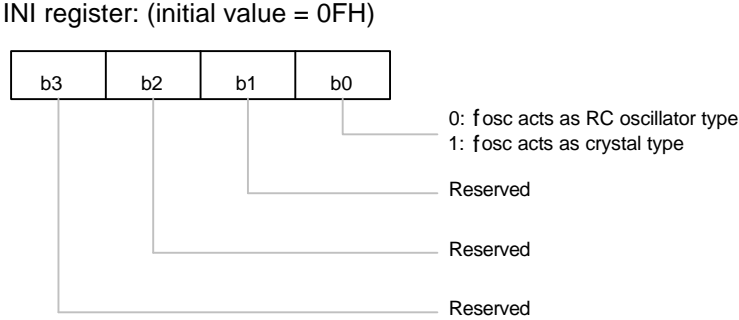 INI register: (initial value = 0FH)
b3 b2 b1 b0
0: fosc acts as RC oscillator type
1: fosc acts as crystal type
Reserved
Reserved
Reserved